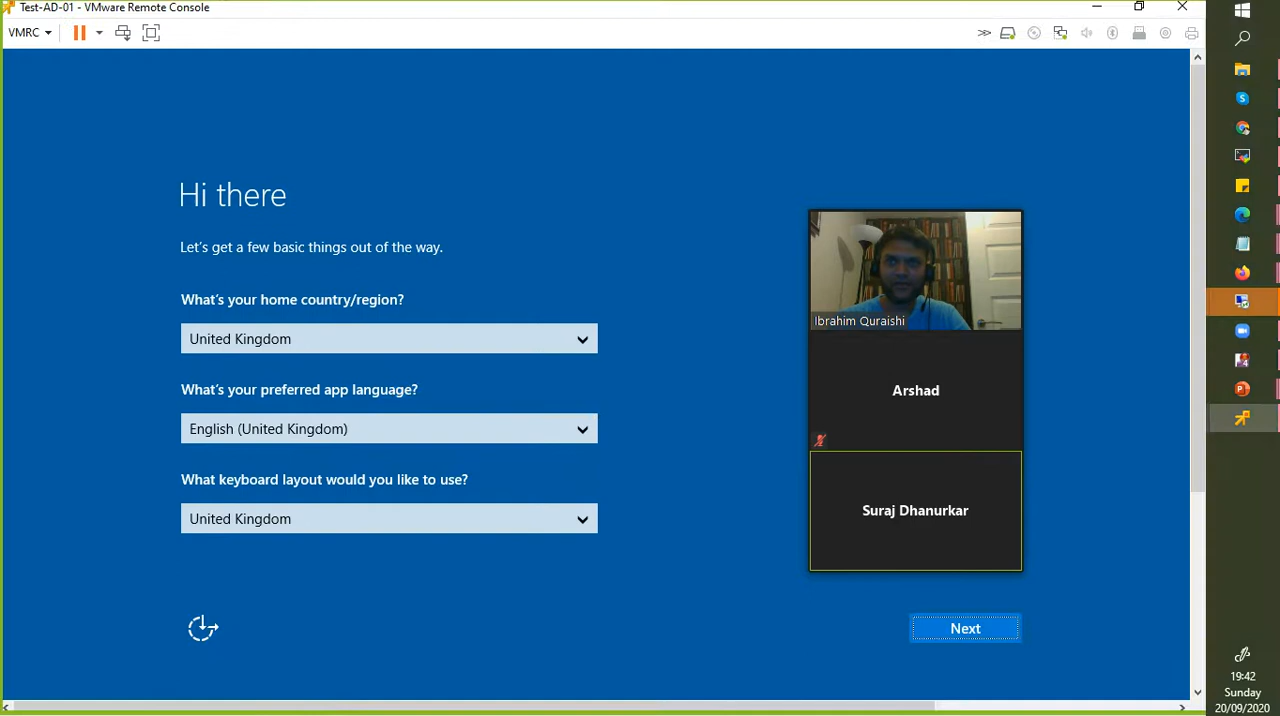 Test-AD-01 - VMware Remote Console
VMRC
Hi there
Let's get a few basic things out of the way.
What's your home country/region?
United Kingdom
What's your preferred app language?
English (United Kingdom)
What keyboard layout would you like to use?
United Kingdom
Ibrahim Quraishi
Arshad
Suraj Dhanurkar
Next
19:42
Sunday
20/09/2020